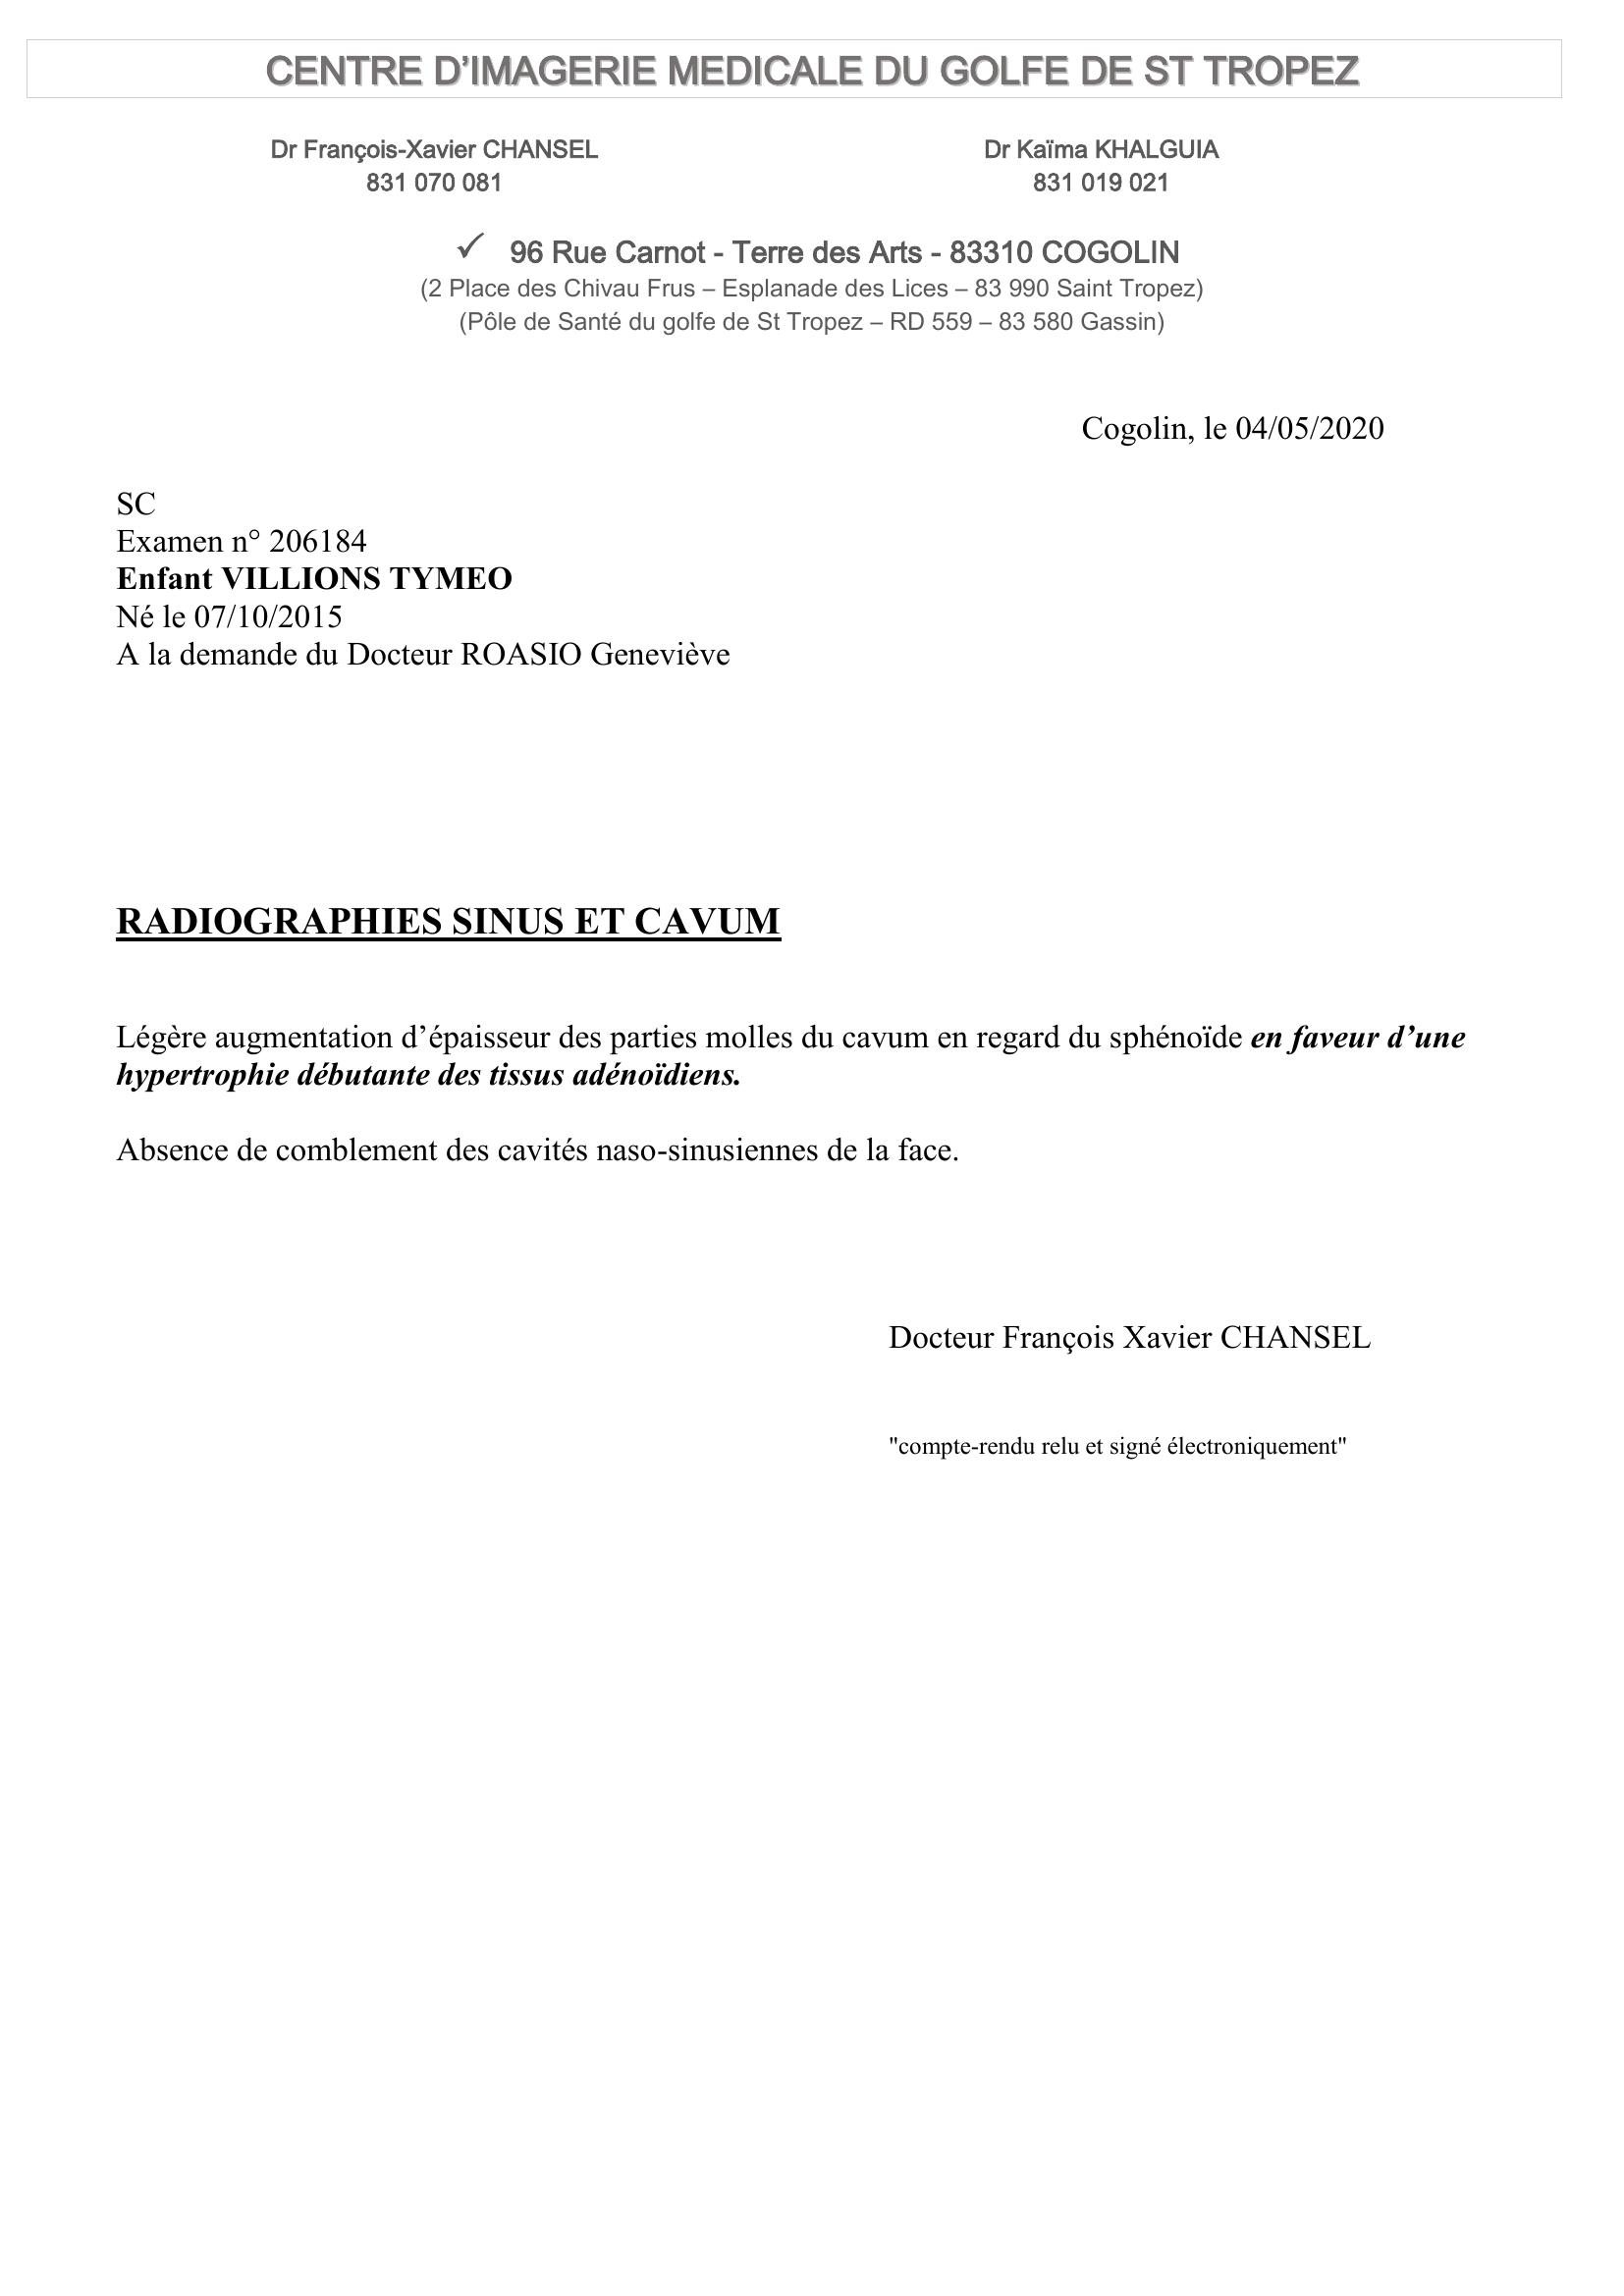 CENTRE D’IMAGERIE MEDICALE DU GOLFE DE ST TROPEZ
Dr François-Xavier CHANSEL
831 070 081
Dr Kaïma KHALGUIA
831 019 021
✓ 96 Rue Carnot - Terre des Arts - 83310 COGOLIN
(2 Place des Chivau Frus – Esplanade des Lices – 83 990 Saint Tropez)
(Pôle de Santé du golfe de St Tropez – RD 559 – 83 580 Gassin)
Cogolin, le 04/05/2020
SC
Examen n° 206184
Enfant VILLIONS TYMEO
Né le 07/10/2015
A la demande du Docteur ROASIO Geneviève
RADIOGRAPHIES SINUS ET CAVUM
Légère augmentation d’épaisseur des parties molles du cavum en regard du sphénoïde en faveur d’une
hypertrophie débutante des tissus adénoïdiens.
Absence de comblement des cavités naso-sinusiennes de la face.
Docteur François Xavier CHANSEL
"compte-rendu relu et signé électroniquement"